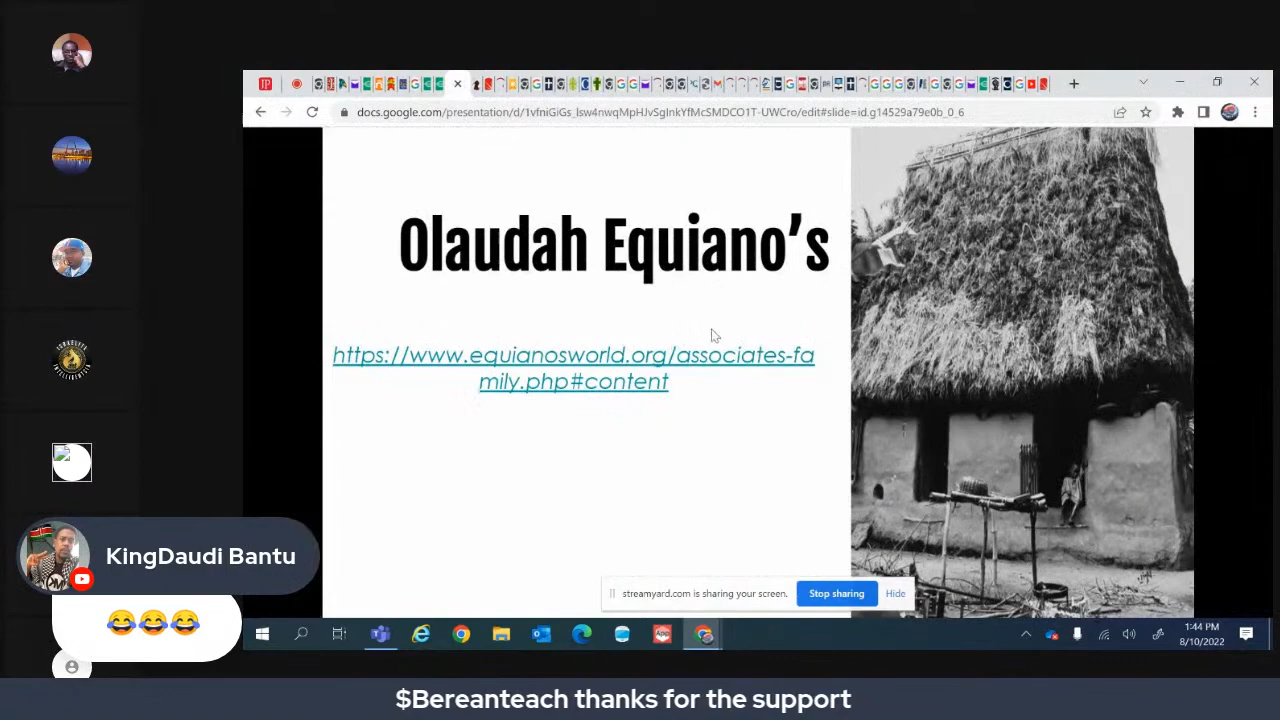 docs.google.com/presentation/d/1vfniGiGs_lsw4nwqMpHJvSgInkYfMcSMDCO1T-UWCro/edit#slide=id.g14529a79e0b_0_6
Olaudah Equiano’s
https://www.equianosworld.org/associates-fa
mily.php#content
KingDaudi Bantu
streamyard.com is sharing your screen.
Stop sharing
Hide
1:44 PM
8/10/2022
$Bereanteach thanks for the support